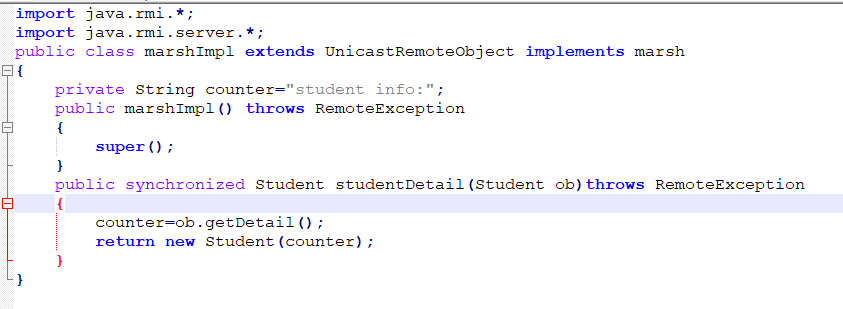 import java.rmi.*;
import java.rmi.server.*;
public class marshImpl extends UnicastRemoteObject implements marsh
{
    private String counter="student info:";
    public marshImpl() throws RemoteException
    {
        super();
    }
    public synchronized Student studentDetail(Student ob)throws RemoteException
    {
        counter=ob.getDetail();
        return new Student(counter);
    }
}